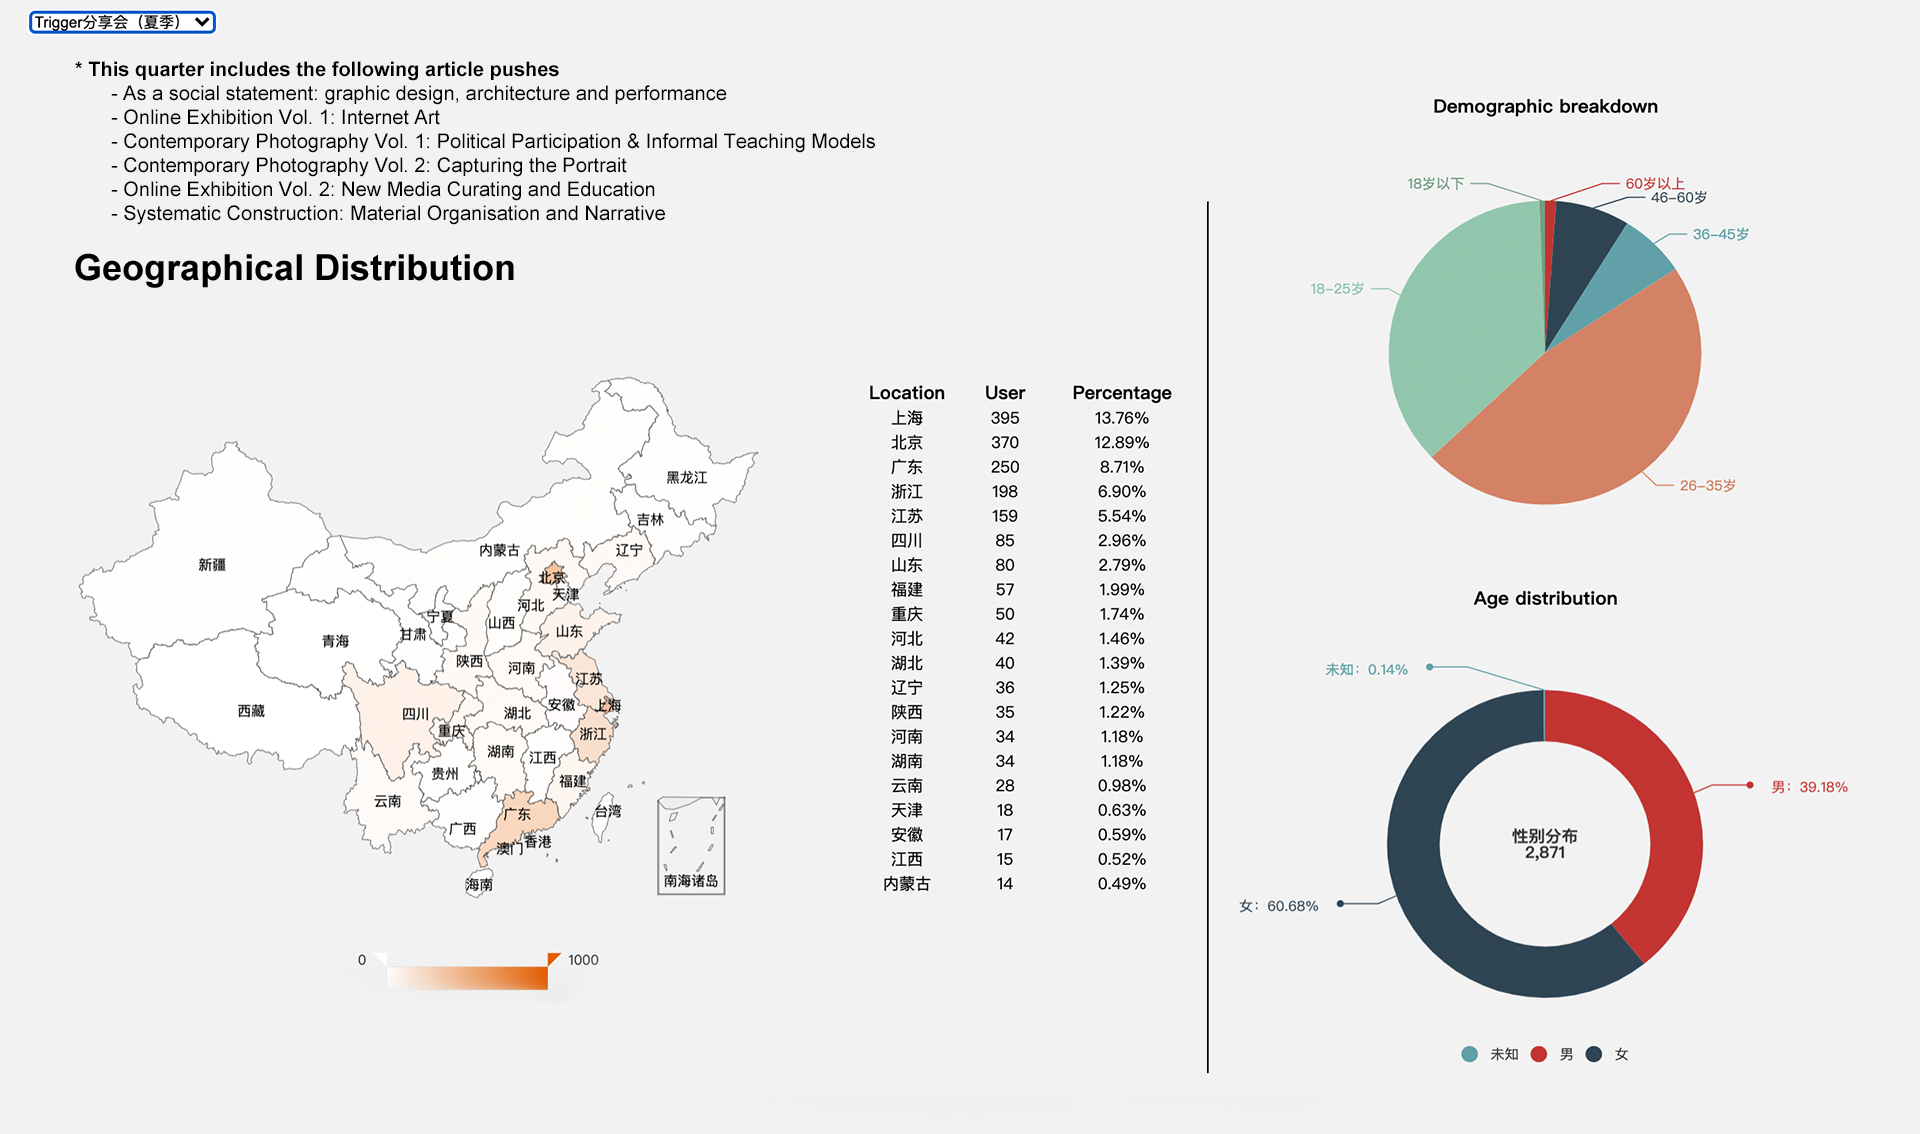 Trigger分享会（夏季）
* This quarter includes the following article pushes
- As a social statement: graphic design, architecture and performance
- Online Exhibition Vol. 1: Internet Art
- Contemporary Photography Vol. 1: Political Participation & Informal Teaching Models
- Contemporary Photography Vol. 2: Capturing the Portrait
- Online Exhibition Vol. 2: New Media Curating and Education
- Systematic Construction: Material Organisation and Narrative
Geographical Distribution
黑龙江
吉林
辽宁
内蒙古
新疆
北京
天津
河北
宁夏
山西
山东
甘肃
青海
陕西
河南
江苏
西藏
四川
湖北
安徽
上海
重庆
浙江
湖南
江西
贵州
福建
云南
广东
台湾
广西
香港
澳门
海南
南海诸岛
0 1000
Location User Percentage
上海 395 13.76%
北京 370 12.89%
广东 250 8.71%
浙江 198 6.90%
江苏 159 5.54%
四川 85 2.96%
山东 80 2.79%
福建 57 1.99%
重庆 50 1.74%
河北 42 1.46%
湖北 40 1.39%
辽宁 36 1.25%
陕西 35 1.22%
河南 34 1.18%
湖南 34 1.18%
云南 28 0.98%
天津 18 0.63%
安徽 17 0.59%
江西 15 0.52%
内蒙古 14 0.49%
Demographic breakdown
18岁以下
60岁以上
46-60岁
36-45岁
18-25岁
26-35岁
Age distribution
未知：0.14%
男：39.18%
性别分布
2,871
女：60.68%
未知 男 女